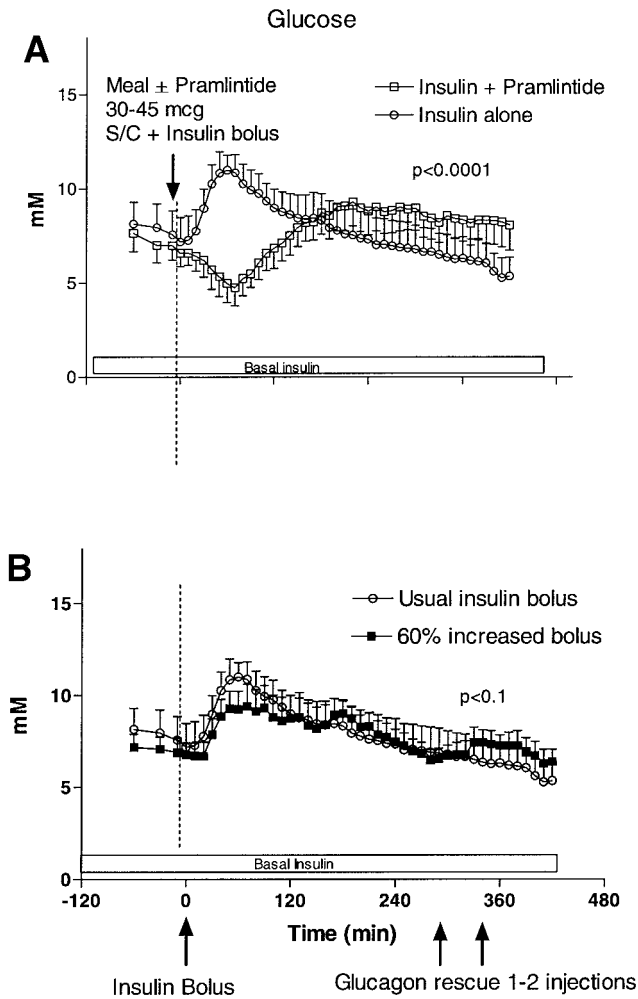 Glucose
A
Meal ± Pramlintide
30-45 mcg
S/C + Insulin bolus
Insulin + Pramlintide
Insulin alone
p<0.0001
15
10
5
0
mM
Basal insulin
B
Usual insulin bolus
60% increased bolus
p<0.1
15
10
5
0
mM
Basal Insulin
-120 0 120 240 360 480
Time (min)
Insulin Bolus
Glucagon rescue 1-2 injections